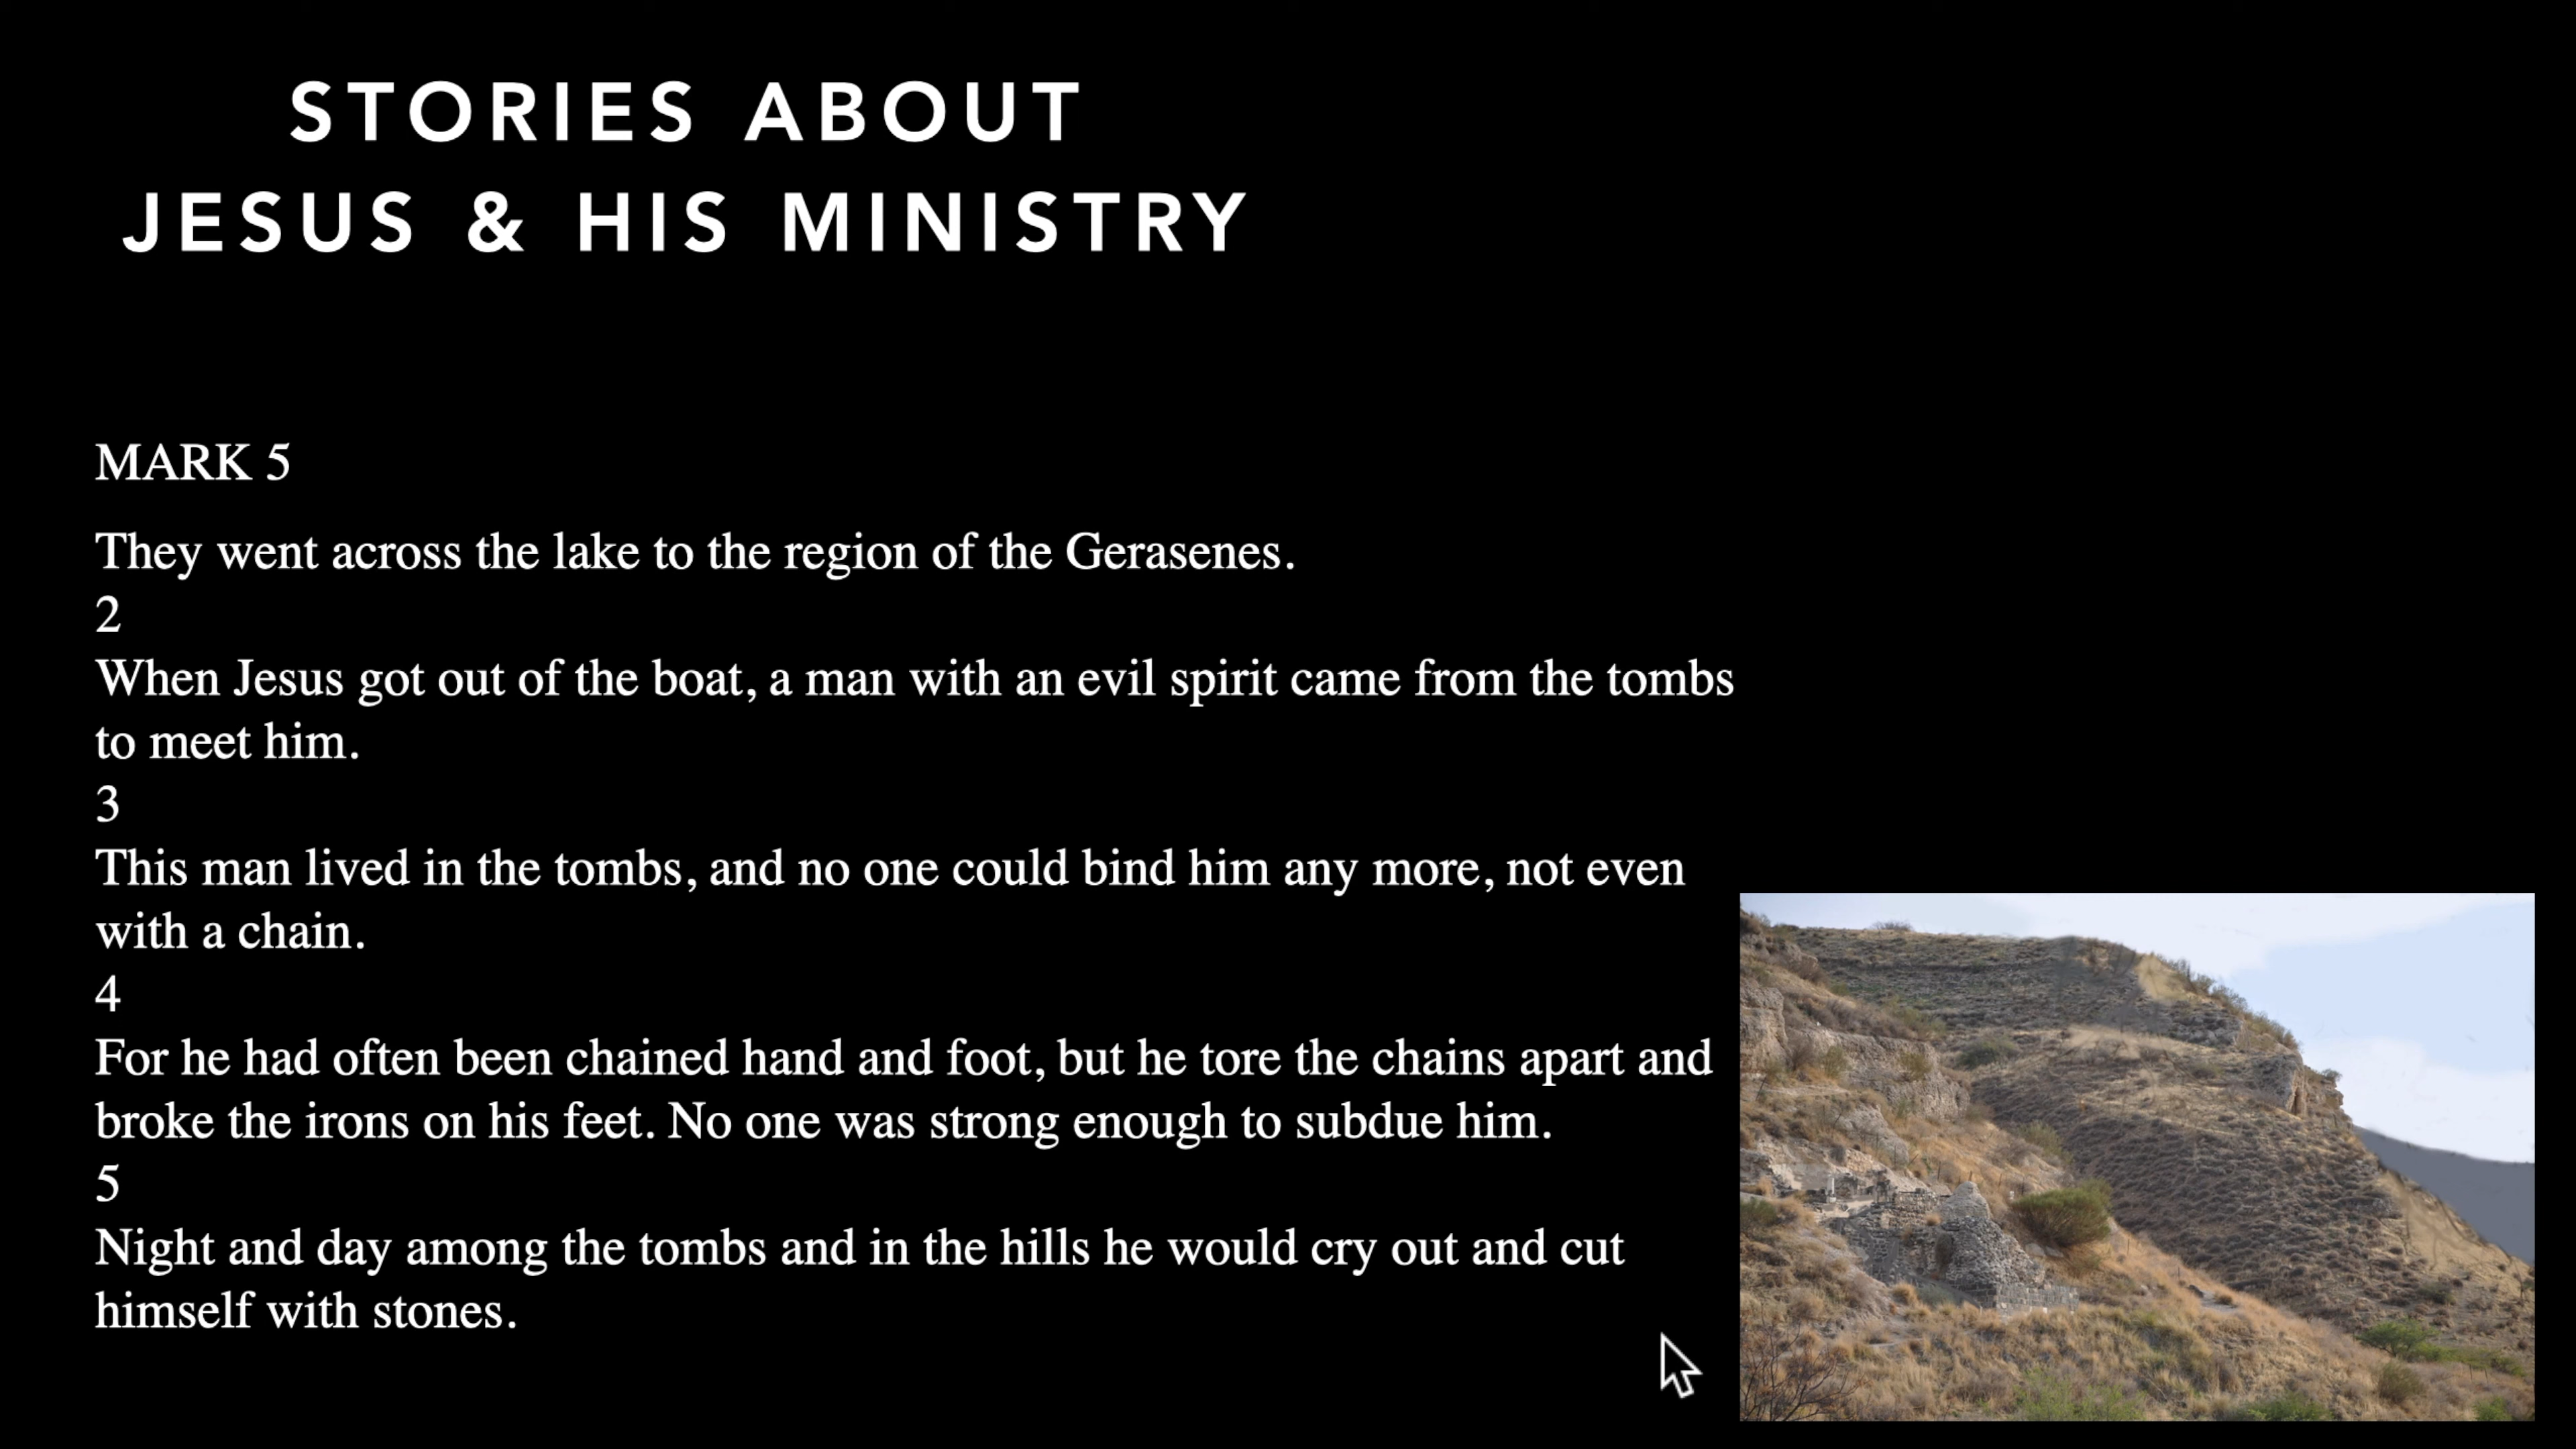 STORIES ABOUT
JESUS & HIS MINISTRY
MARK 5
They went across the lake to the region of the Gerasenes.
2
When Jesus got out of the boat, a man with an evil spirit came from the tombs
to meet him.
3
This man lived in the tombs, and no one could bind him any more, not even
with a chain.
4
For he had often been chained hand and foot, but he tore the chains apart and
broke the irons on his feet. No one was strong enough to subdue him.
5
Night and day among the tombs and in the hills he would cry out and cut
himself with stones.